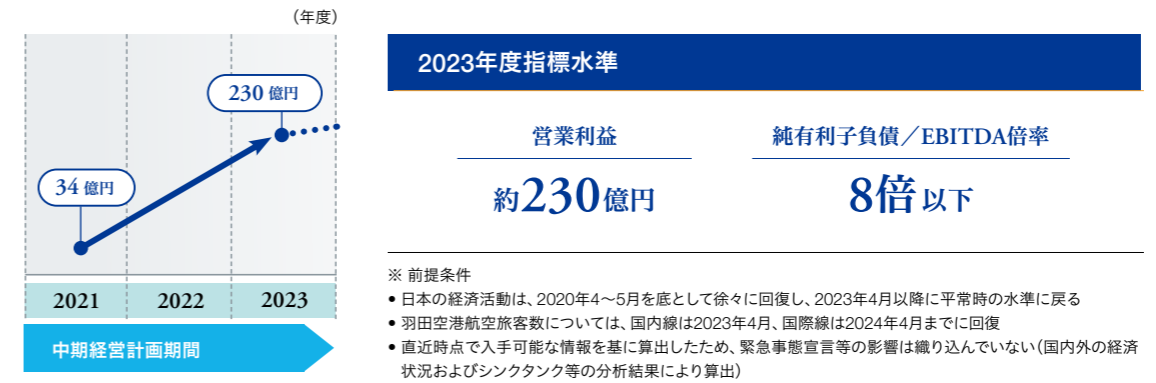 （年度）
230 億円
34 億円
2021 2022 2023
中期経営計画期間
2023年度指標水準
営業利益
約230億円
純有利子負債／EBITDA倍率
8倍以下
※ 前提条件
● 日本の経済活動は、2020年4～5月を底として徐々に回復し、2023年4月以降に平常時の水準に戻る
● 羽田空港航空旅客数については、国内線は2023年4月、国際線は2024年4月までに回復
● 直近時点で入手可能な情報を基に算出したため、緊急事態宣言等の影響は織り込んでいない（国内外の経済
状況およびシンクタンク等の分析結果により算出）